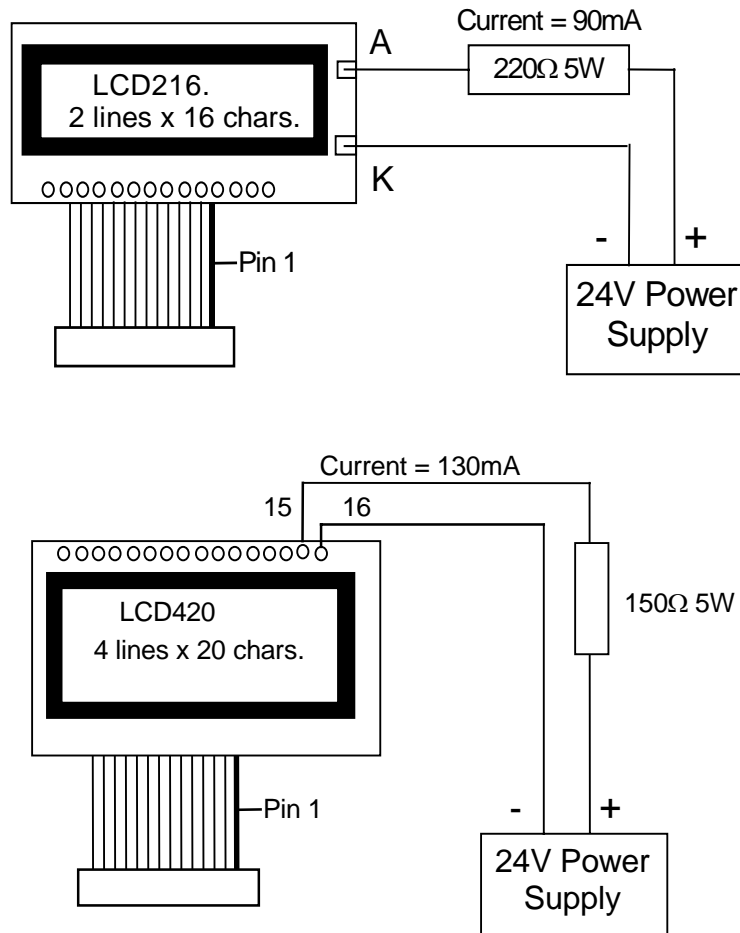 Current = 90mA
A
220Ω 5W
LCD216.
2 lines x 16 chars.
K
- +
Pin 1
24V Power
Supply
Current = 130mA
15 16
LCD420
4 lines x 20 chars.
150Ω 5W
Pin 1
- +
24V Power
Supply